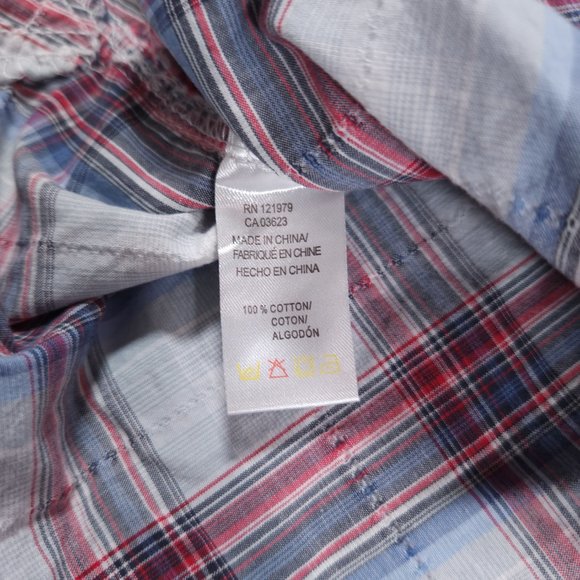 RN 121979
CA 03623
MADE IN CHINA/
FABRIQUÉ EN CHINE
HECHO EN CHINA
100 % COTTON/
COTON/
ALGODÓN